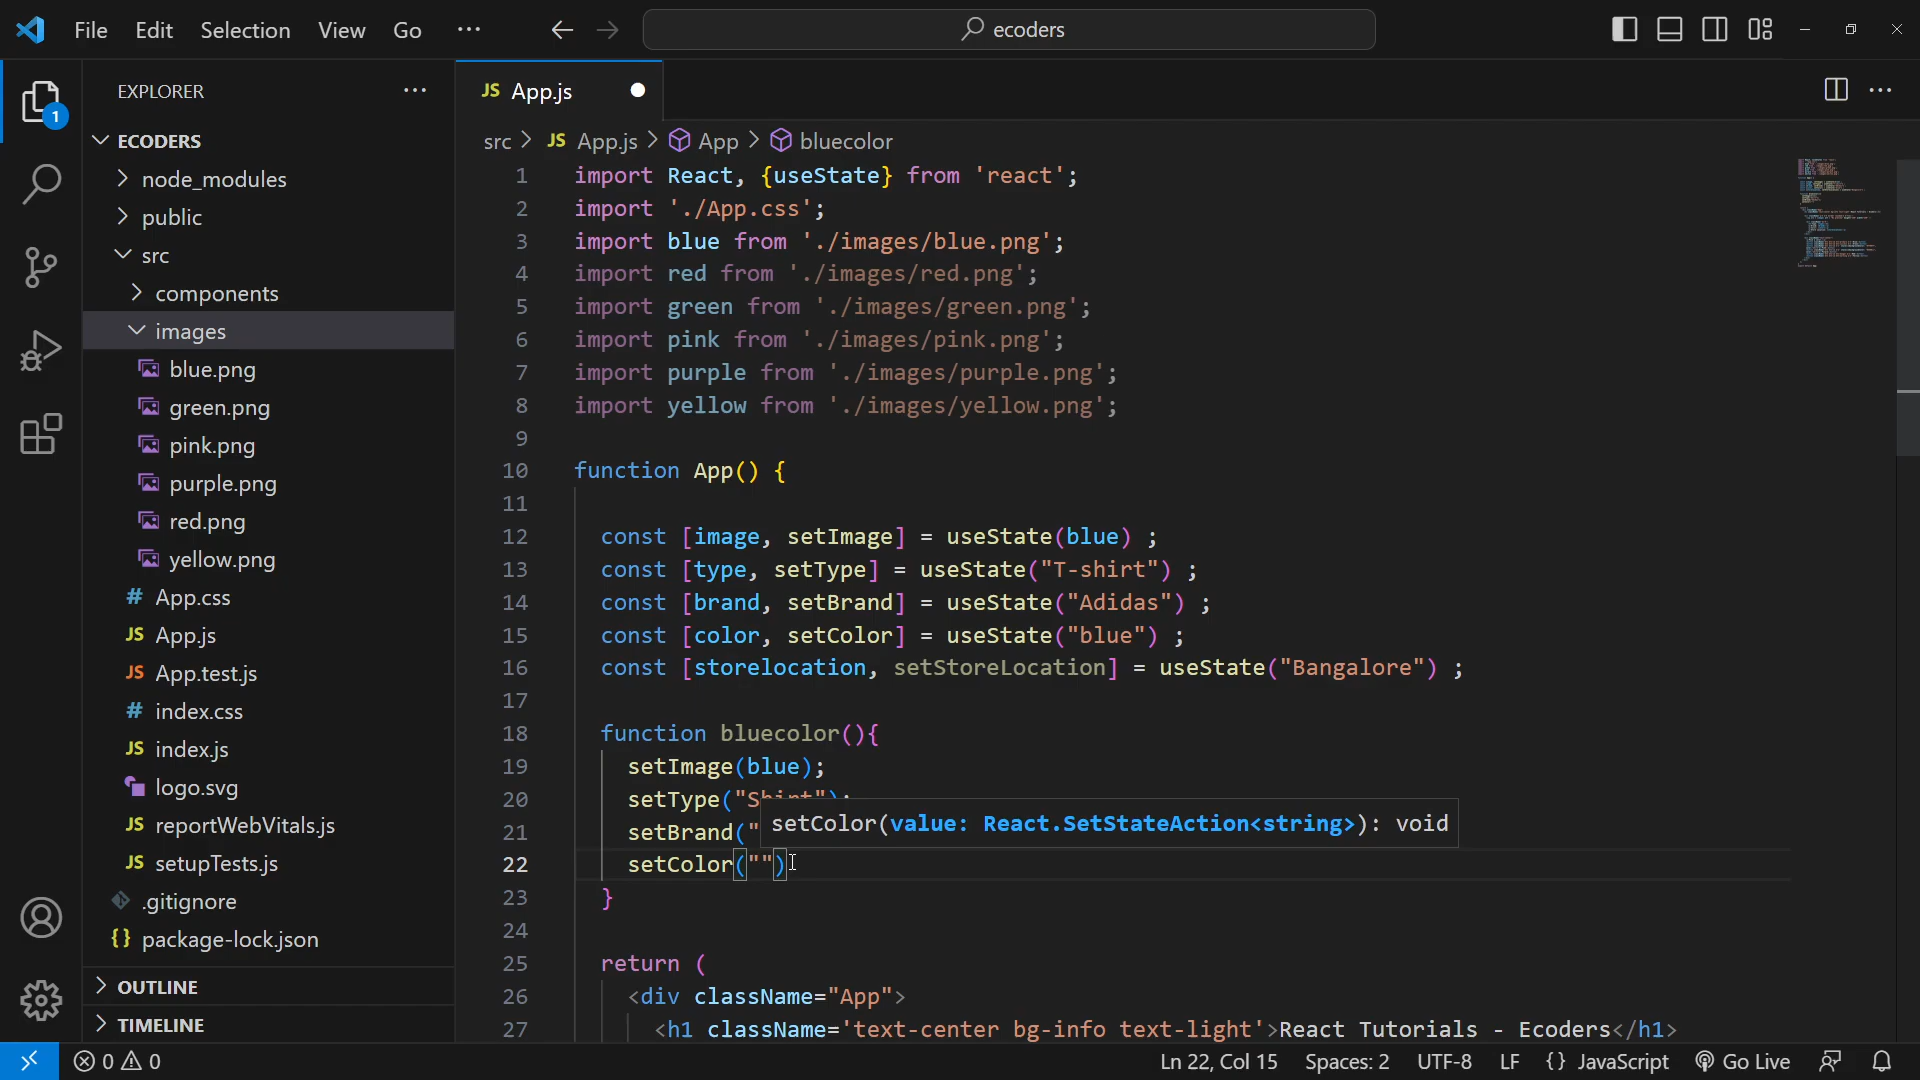 File Edit Selection View Go ··· ecoders
EXPLORER ···
JS App.js
1
ECODERS
src > JS App.js > App > bluecolor
node_modules
public
src
components
images
blue.png
green.png
pink.png
purple.png
red.png
yellow.png
# App.css
JS App.js
JS App.test.js
# index.css
JS index.js
logo.svg
JS reportWebVitals.js
JS setupTests.js
.gitignore
{} package-lock.json
OUTLINE
TIMELINE
1 import React, {useState} from 'react';
2 import './App.css';
3 import blue from './images/blue.png';
4 import red from './images/red.png';
5 import green from './images/green.png';
6 import pink from './images/pink.png';
7 import purple from './images/purple.png';
8 import yellow from './images/yellow.png';
9
10 function App() {
11
12 const [image, setImage] = useState(blue) ;
13 const [type, setType] = useState("T-shirt") ;
14 const [brand, setBrand] = useState("Adidas") ;
15 const [color, setColor] = useState("blue") ;
16 const [storelocation, setStoreLocation] = useState("Bangalore") ;
17
18 function bluecolor(){
19 setImage(blue);
20 setType("Shirt");
21 setBrand("
setColor(value: React.SetStateAction<string>): void
22 setColor("")
23 }
24
25 return (
26 <div className="App">
27 <h1 className='text-center bg-info text-light'>React Tutorials - Ecoders</h1>
0 0 Ln 22, Col 15 Spaces: 2 UTF-8 LF {} JavaScript Go Live